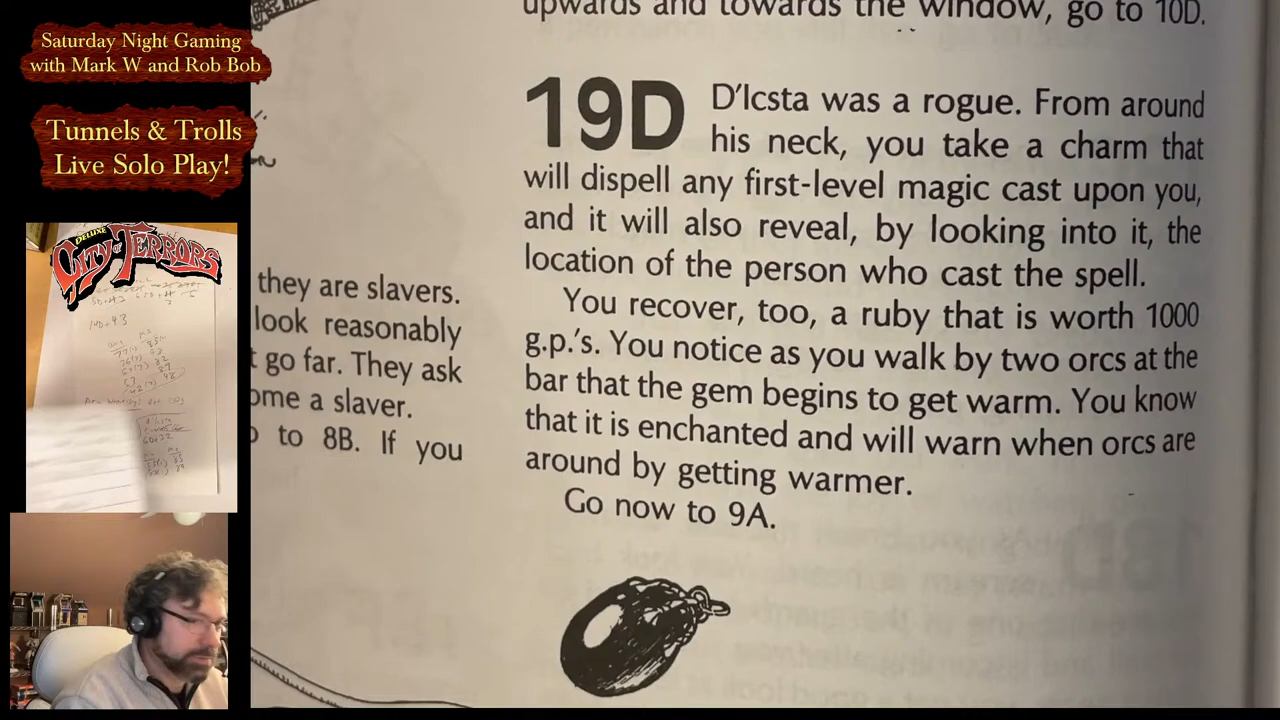 Saturday Night Gaming
with Mark W and Rob Bob
Tunnels & Trolls
Live Solo Play!
DELUXE
CITY OF TERRORS
they are slavers.
look reasonably
go far. They ask
ome a slaver.
to 8B. If you
upwards and towards the window, go to 10D.
19D D'Icsta was a rogue. From around
his neck, you take a charm that
will dispell any first-level magic cast upon you,
and it will also reveal, by looking into it, the
location of the person who cast the spell.
You recover, too, a ruby that is worth 1000
g.p.'s. You notice as you walk by two orcs at the
bar that the gem begins to get warm. You know
that it is enchanted and will warn when orcs are
around by getting warmer.
Go now to 9A.